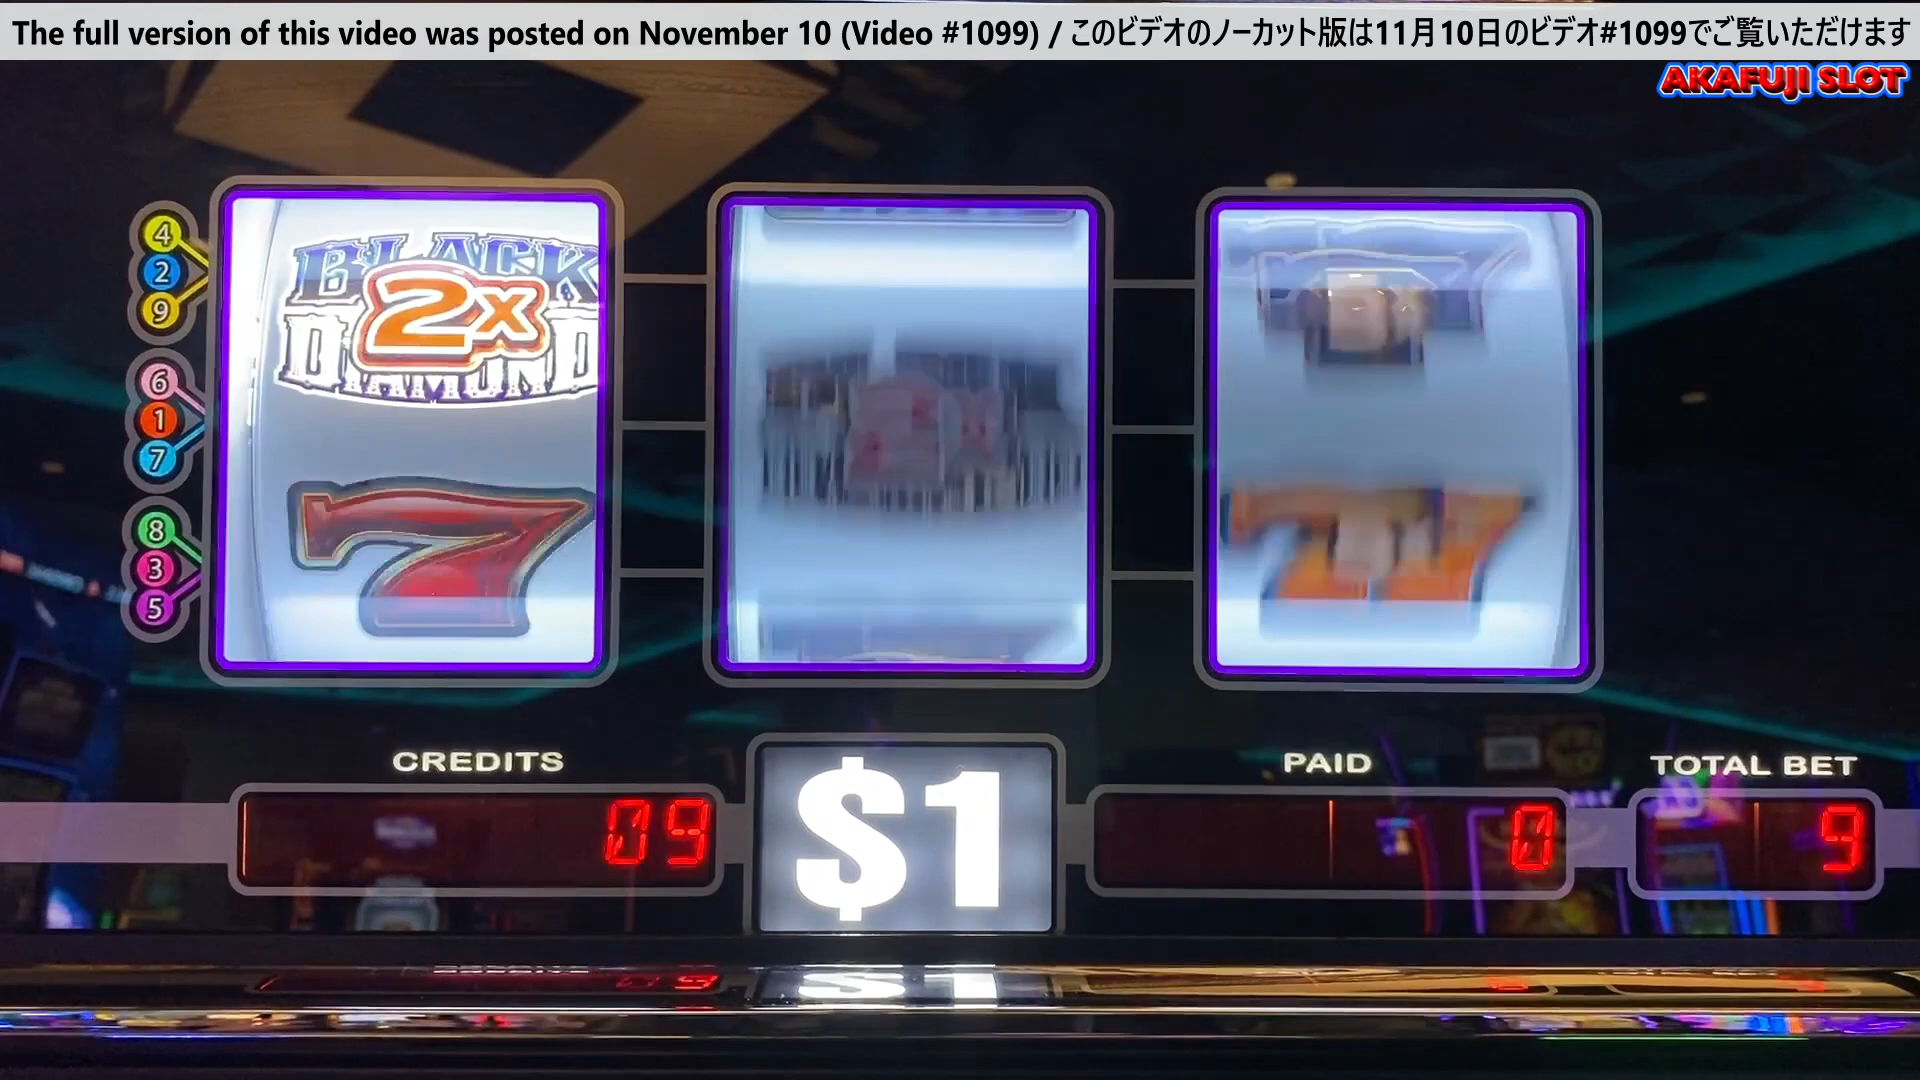 The full version of this video was posted on November 10 (Video #1099) / このビデオのノーカット版は11月10日のビデオ#1099でご覧いただけます
AKAFUJI SLOT
4
2
9
6
1
7
8
3
5
BLACK
2x
DIAMOND
7
7
CREDITS
09
$1
PAID
0
TOTAL BET
9